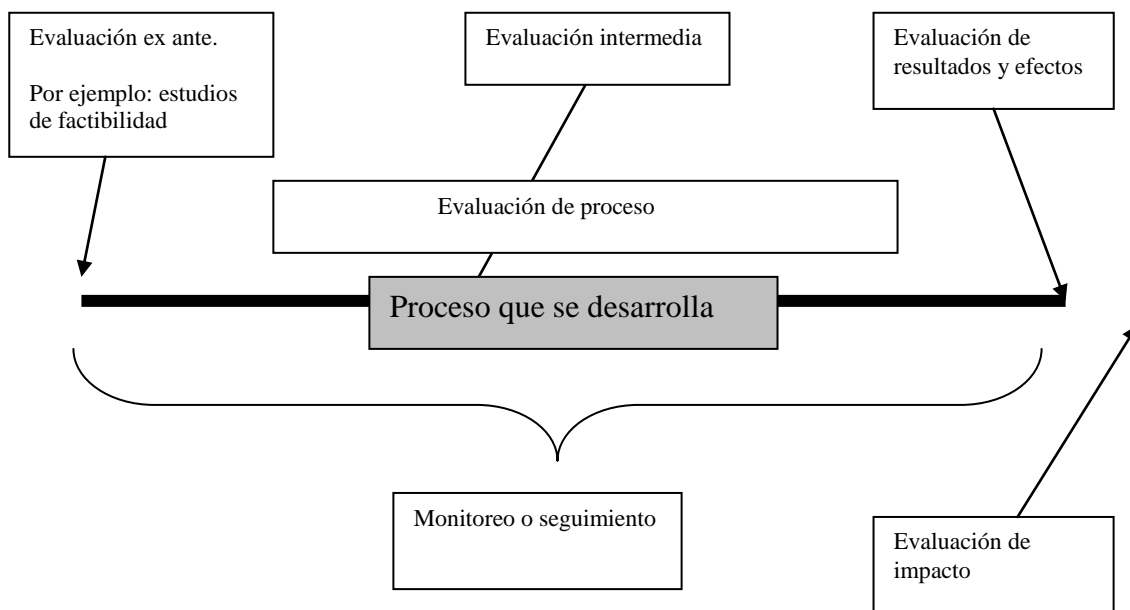 Evaluación ex ante.
Por ejemplo: estudios
de factibilidad
Evaluación intermedia
Evaluación de
resultados y efectos
Evaluación de proceso
Proceso que se desarrolla
Monitoreo o seguimiento
Evaluación de
impacto